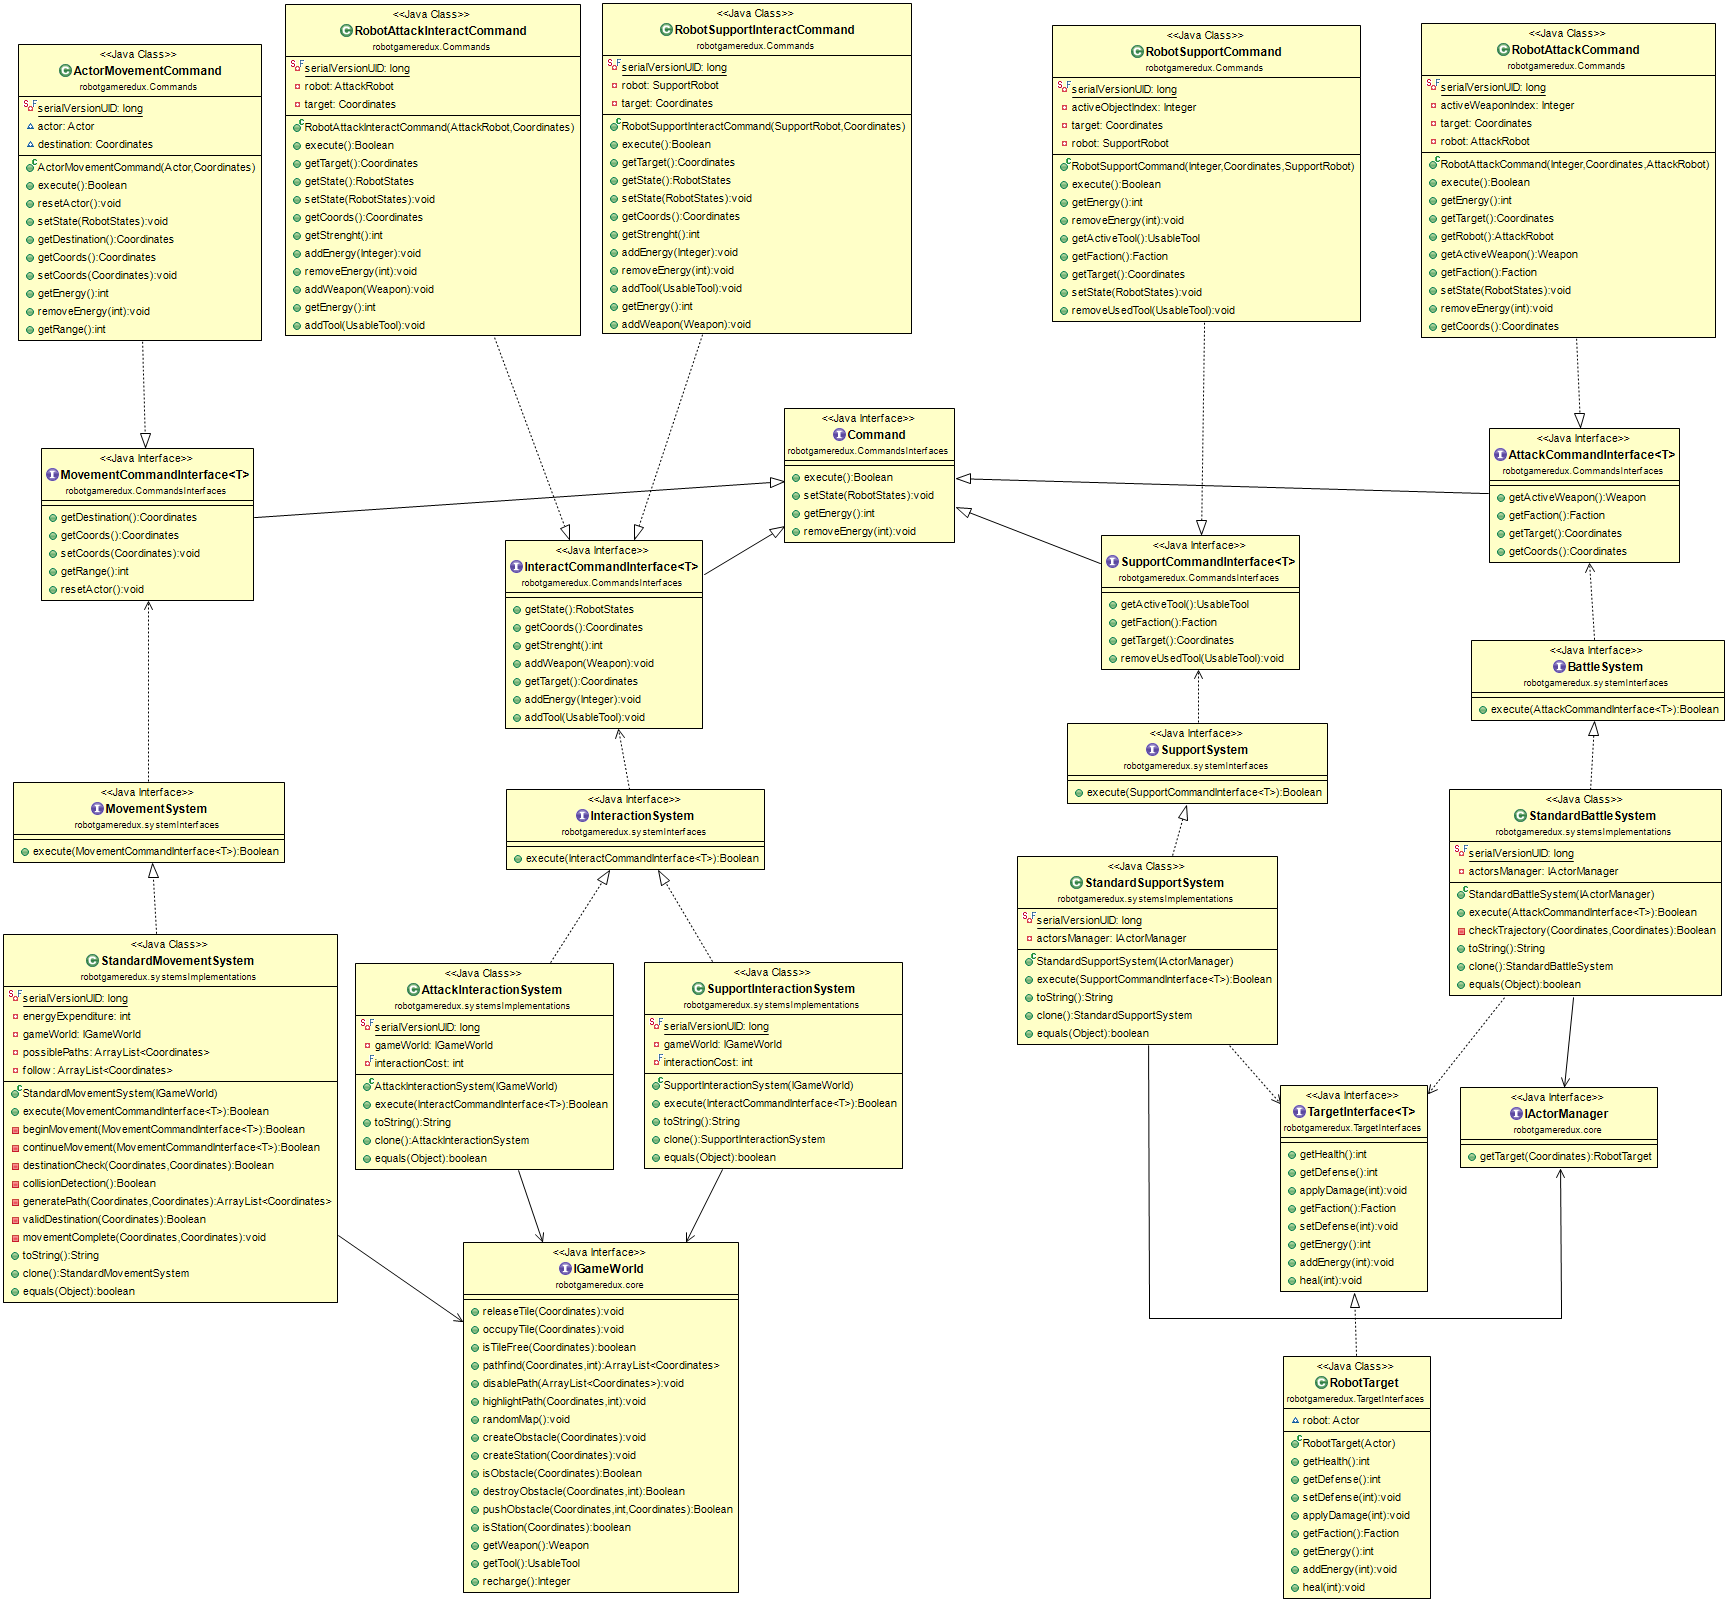 <<Java Class>>
ActorMovementCommand
robotgameredux.Commands
serialVersionUID: long
actor: Actor
destination: Coordinates
ActorMovementCommand(Actor,Coordinates)
execute():Boolean
resetActor():void
setState(RobotStates):void
getDestination():Coordinates
getCoords():Coordinates
setCoords(Coordinates):void
getEnergy():int
removeEnergy(int):void
getRange():int
<<Java Class>>
RobotAttackInteractCommand
robotgameredux.Commands
serialVersionUID: long
robot: AttackRobot
target: Coordinates
RobotAttackInteractCommand(AttackRobot,Coordinates)
execute():Boolean
getTarget():Coordinates
getState():RobotStates
setState(RobotStates):void
getCoords():Coordinates
getStrenght():int
addEnergy(Integer):void
removeEnergy(int):void
addWeapon(Weapon):void
getEnergy():int
addTool(UsableTool):void
<<Java Class>>
RobotSupportInteractCommand
robotgameredux.Commands
serialVersionUID: long
robot: SupportRobot
target: Coordinates
RobotSupportInteractCommand(SupportRobot,Coordinates)
execute():Boolean
getTarget():Coordinates
getState():RobotStates
setState(RobotStates):void
getCoords():Coordinates
getStrenght():int
addEnergy(Integer):void
removeEnergy(int):void
addTool(UsableTool):void
getEnergy():int
addWeapon(Weapon):void
<<Java Class>>
RobotSupportCommand
robotgameredux.Commands
serialVersionUID: long
activeObjectIndex: Integer
target: Coordinates
robot: SupportRobot
RobotSupportCommand(Integer,Coordinates,SupportRobot)
execute():Boolean
getEnergy():int
removeEnergy(int):void
getActiveTool():UsableTool
getFaction():Faction
getTarget():Coordinates
setState(RobotStates):void
removeUsedTool(UsableTool):void
<<Java Class>>
RobotAttackCommand
robotgameredux.Commands
serialVersionUID: long
activeWeaponIndex: Integer
target: Coordinates
robot: AttackRobot
RobotAttackCommand(Integer,Coordinates,AttackRobot)
execute():Boolean
getEnergy():int
getTarget():Coordinates
getRobot():AttackRobot
getActiveWeapon():Weapon
getFaction():Faction
setState(RobotStates):void
removeEnergy(int):void
getCoords():Coordinates
<<Java Interface>>
MovementCommandInterface<T>
robotgameredux.CommandsInterfaces
getDestination():Coordinates
getCoords():Coordinates
setCoords(Coordinates):void
getRange():int
resetActor():void
<<Java Interface>>
Command
robotgameredux.CommandsInterfaces
execute():Boolean
setState(RobotStates):void
getEnergy():int
removeEnergy(int):void
<<Java Interface>>
InteractCommandInterface<T>
robotgameredux.CommandsInterfaces
getState():RobotStates
getCoords():Coordinates
getStrenght():int
addWeapon(Weapon):void
getTarget():Coordinates
addEnergy(Integer):void
addTool(UsableTool):void
<<Java Interface>>
SupportCommandInterface<T>
robotgameredux.CommandsInterfaces
getActiveTool():UsableTool
getFaction():Faction
getTarget():Coordinates
removeUsedTool(UsableTool):void
<<Java Interface>>
AttackCommandInterface<T>
robotgameredux.CommandsInterfaces
getActiveWeapon():Weapon
getFaction():Faction
getTarget():Coordinates
getCoords():Coordinates
<<Java Interface>>
BattleSystem
robotgameredux.systemInterfaces
execute(AttackCommandInterface<T>):Boolean
<<Java Interface>>
SupportSystem
robotgameredux.systemInterfaces
execute(SupportCommandInterface<T>):Boolean
<<Java Interface>>
MovementSystem
robotgameredux.systemInterfaces
execute(MovementCommandInterface<T>):Boolean
<<Java Interface>>
InteractionSystem
robotgameredux.systemInterfaces
execute(InteractCommandInterface<T>):Boolean
<<Java Class>>
StandardBattleSystem
robotgameredux.systemsImplementations
serialVersionUID: long
actorsManager: IActorManager
StandardBattleSystem(IActorManager)
execute(AttackCommandInterface<T>):Boolean
checkTrajectory(Coordinates,Coordinates):Boolean
toString():String
clone():StandardBattleSystem
equals(Object):boolean
<<Java Class>>
StandardSupportSystem
robotgameredux.systemsImplementations
serialVersionUID: long
actorsManager: IActorManager
StandardSupportSystem(IActorManager)
execute(SupportCommandInterface<T>):Boolean
toString():String
clone():StandardSupportSystem
equals(Object):boolean
<<Java Class>>
StandardMovementSystem
robotgameredux.systemsImplementations
serialVersionUID: long
energyExpenditure: int
gameWorld: IGameWorld
possiblePaths: ArrayList<Coordinates>
follow: ArrayList<Coordinates>
StandardMovementSystem(IGameWorld)
execute(MovementCommandInterface<T>):Boolean
beginMovement(MovementCommandInterface<T>):Boolean
continueMovement(MovementCommandInterface<T>):Boolean
destinationCheck(Coordinates,Coordinates):Boolean
collisionDetection():Boolean
generatePath(Coordinates,Coordinates):ArrayList<Coordinates>
validDestination(Coordinates):Boolean
movementComplete(Coordinates,Coordinates):void
toString():String
clone():StandardMovementSystem
equals(Object):boolean
<<Java Class>>
AttackInteractionSystem
robotgameredux.systemsImplementations
serialVersionUID: long
gameWorld: IGameWorld
interactionCost: int
AttackInteractionSystem(IGameWorld)
execute(InteractCommandInterface<T>):Boolean
toString():String
clone():AttackInteractionSystem
equals(Object):boolean
<<Java Class>>
SupportInteractionSystem
robotgameredux.systemsImplementations
serialVersionUID: long
gameWorld: IGameWorld
interactionCost: int
SupportInteractionSystem(IGameWorld)
execute(InteractCommandInterface<T>):Boolean
toString():String
clone():SupportInteractionSystem
equals(Object):boolean
<<Java Interface>>
TargetInterface<T>
robotgameredux.TargetInterfaces
getHealth():int
getDefense():int
applyDamage(int):void
getFaction():Faction
setDefense(int):void
getEnergy():int
addEnergy(int):void
heal(int):void
<<Java Interface>>
IActorManager
robotgameredux.core
getTarget(Coordinates):RobotTarget
<<Java Interface>>
IGameWorld
robotgameredux.core
releaseTile(Coordinates):void
occupyTile(Coordinates):void
isTileFree(Coordinates):boolean
pathfind(Coordinates,int):ArrayList<Coordinates>
disablePath(ArrayList<Coordinates>):void
highlightPath(Coordinates,int):void
randomMap():void
createObstacle(Coordinates):void
createStation(Coordinates):void
isObstacle(Coordinates):Boolean
destroyObstacle(Coordinates,int):Boolean
pushObstacle(Coordinates,int,Coordinates):Boolean
isStation(Coordinates):boolean
getWeapon():Weapon
getTool():UsableTool
recharge():Integer
<<Java Class>>
RobotTarget
robotgameredux.TargetInterfaces
robot: Actor
RobotTarget(Actor)
getHealth():int
getDefense():int
setDefense(int):void
applyDamage(int):void
getFaction():Faction
getEnergy():int
addEnergy(int):void
heal(int):void